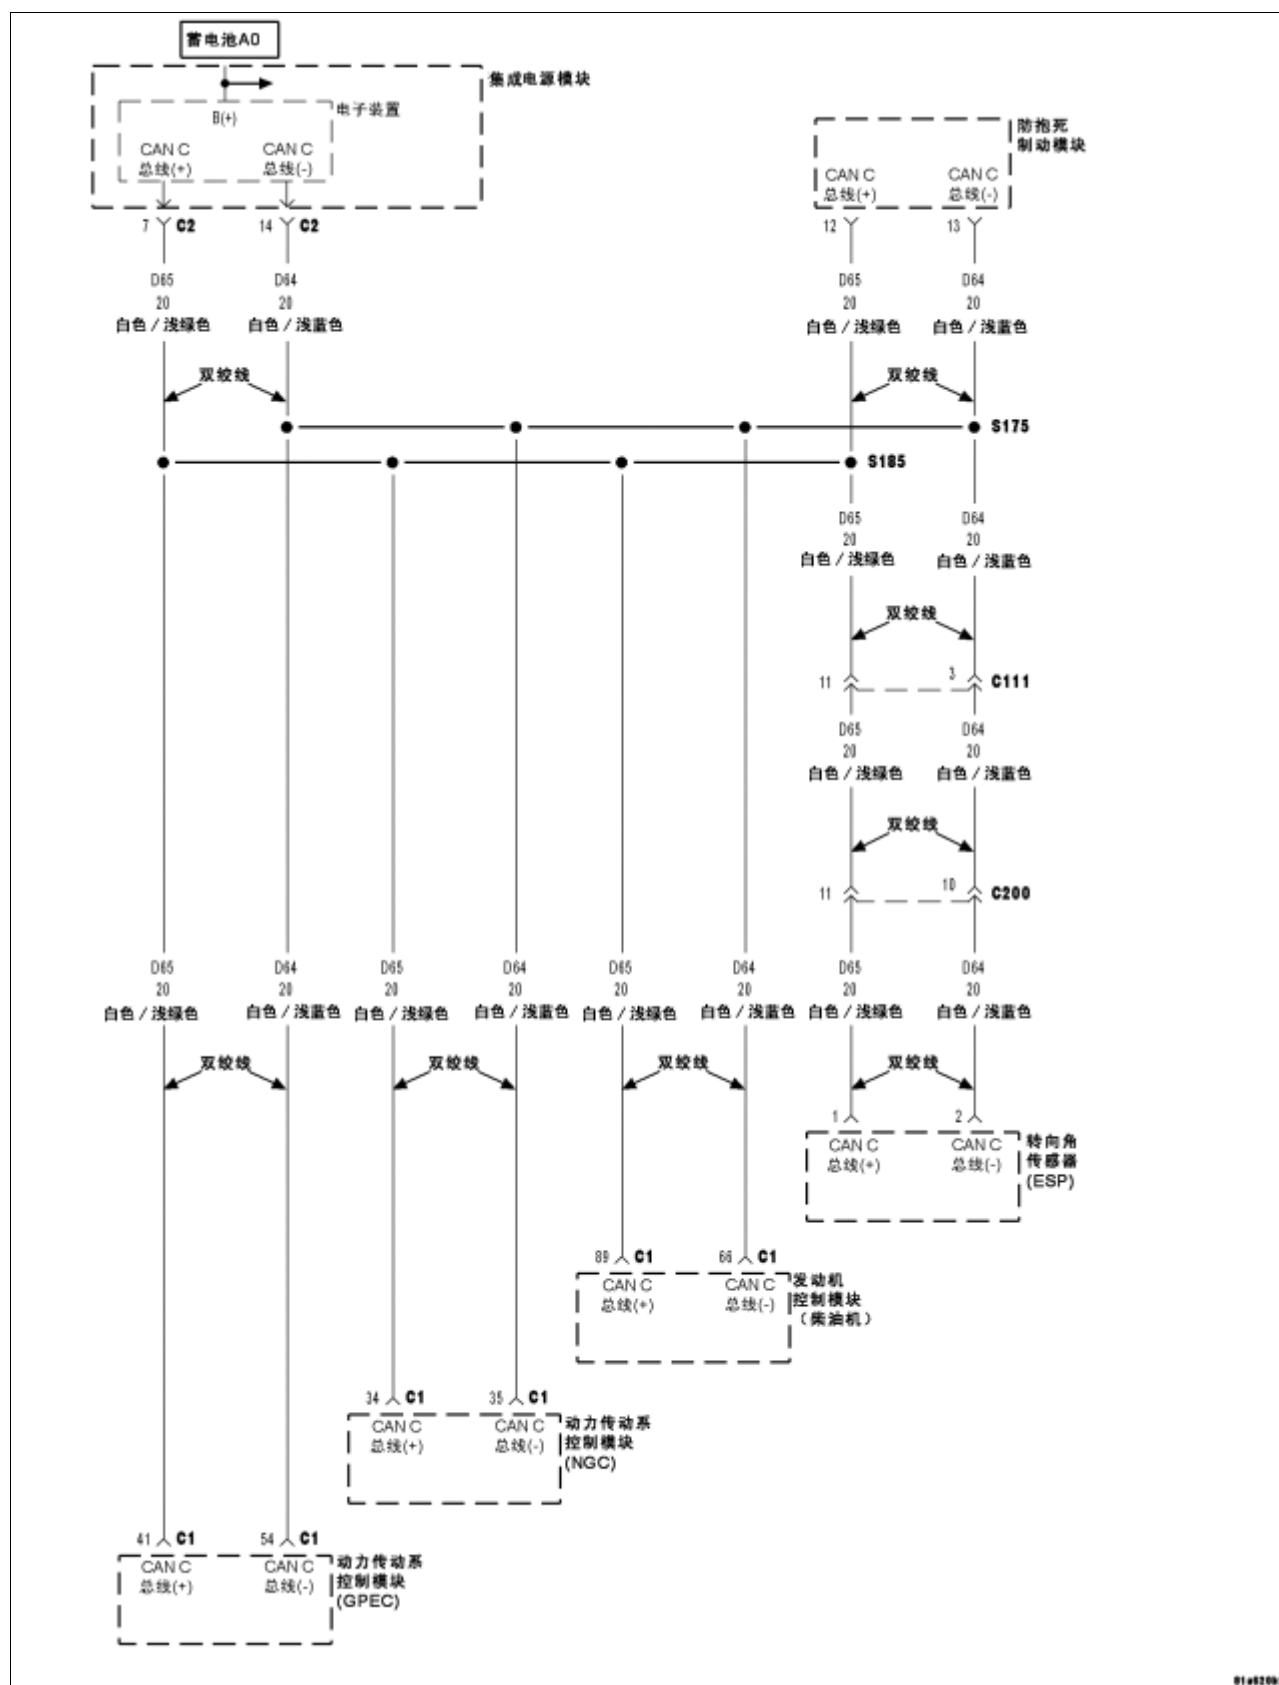 蓄电池A0
集成电源模块
电子装置
B(+)
CAN C
总线(+)
CAN C
总线(-)
7 C2
14 C2
防抱死
制动模块
CAN C
总线(+)
CAN C
总线(-)
12
13
D65
20
白色/浅绿色
D64
20
白色/浅蓝色
D65
20
白色/浅绿色
D64
20
白色/浅蓝色
双绞线
双绞线
S175
S185
D65
20
白色/浅绿色
D64
20
白色/浅蓝色
双绞线
11
3
C111
D65
20
白色/浅绿色
D64
20
白色/浅蓝色
双绞线
11
10
C200
D65
20
白色/浅绿色
D64
20
白色/浅蓝色
D65
20
白色/浅绿色
D64
20
白色/浅蓝色
D65
20
白色/浅绿色
D64
20
白色/浅蓝色
D65
20
白色/浅绿色
D64
20
白色/浅蓝色
双绞线
双绞线
双绞线
双绞线
1
2
CAN C
总线(+)
CAN C
总线(-)
转向角
传感器
(ESP)
89 C1
66 C1
CAN C
总线(+)
CAN C
总线(-)
发动机
控制模块
（柴油机）
34 C1
35 C1
CAN C
总线(+)
CAN C
总线(-)
动力传动系
控制模块
(NGC)
41 C1
54 C1
CAN C
总线(+)
CAN C
总线(-)
动力传动系
控制模块
(GPEC)